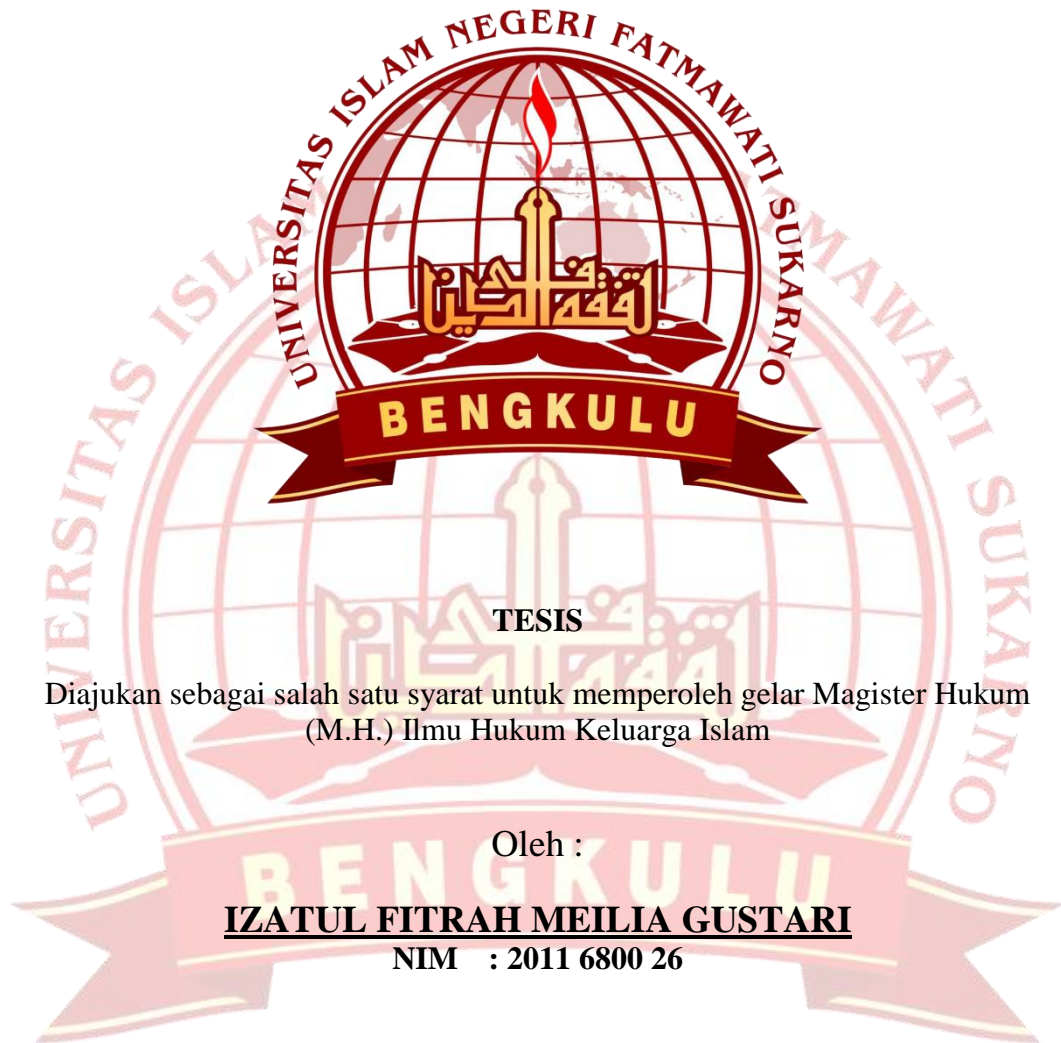 UNIVERSITAS ISLAM NEGERI FATMAWATI SUKARNO
BENGKULU
TESIS
Diajukan sebagai salah satu syarat untuk memperoleh gelar Magister Hukum
(M.H.) Ilmu Hukum Keluarga Islam
Oleh :
IZATUL FITRAH MEILIA GUSTARI
NIM : 2011 6800 26